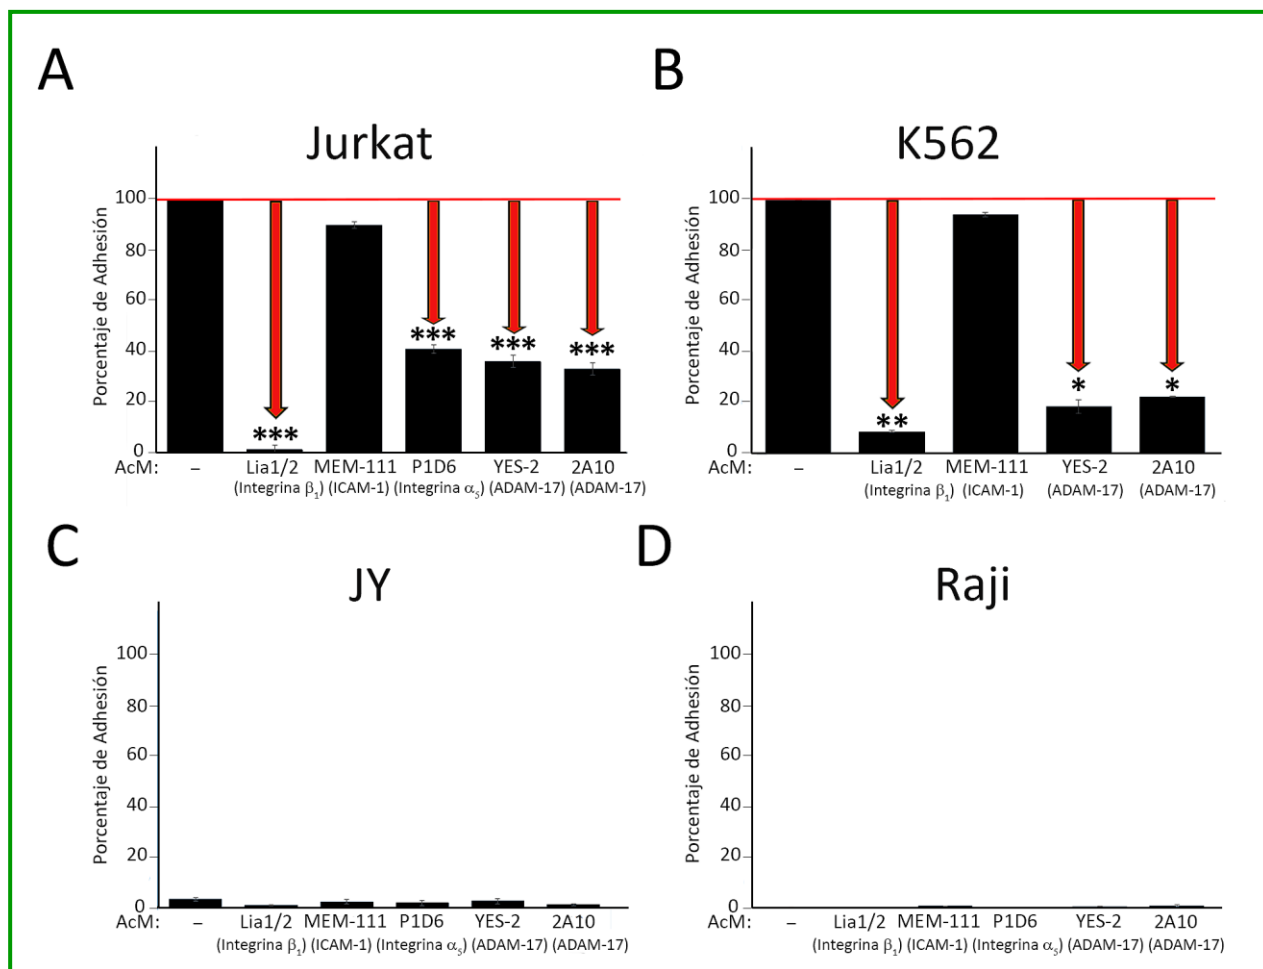 A
Jurkat
Porcentaje de Adhesión
100
80
60
40
20
0
***
***
***
***
AcM: – Lia1/2 MEM-111 P1D6 YES-2 2A10
(Integrina β₁) (ICAM-1) (Integrina α₅) (ADAM-17) (ADAM-17)
B
K562
Porcentaje de Adhesión
100
80
60
40
20
0
**
*
*
AcM: – Lia1/2 MEM-111 YES-2 2A10
(Integrina β₁) (ICAM-1) (ADAM-17) (ADAM-17)
C
JY
Porcentaje de Adhesión
100
80
60
40
20
0
AcM: – Lia1/2 MEM-111 P1D6 YES-2 2A10
(Integrina β₁) (ICAM-1) (Integrina α₅) (ADAM-17) (ADAM-17)
D
Raji
Porcentaje de Adhesión
100
80
60
40
20
0
AcM: – Lia1/2 MEM-111 P1D6 YES-2 2A10
(Integrina β₁) (ICAM-1) (Integrina α₅) (ADAM-17) (ADAM-17)